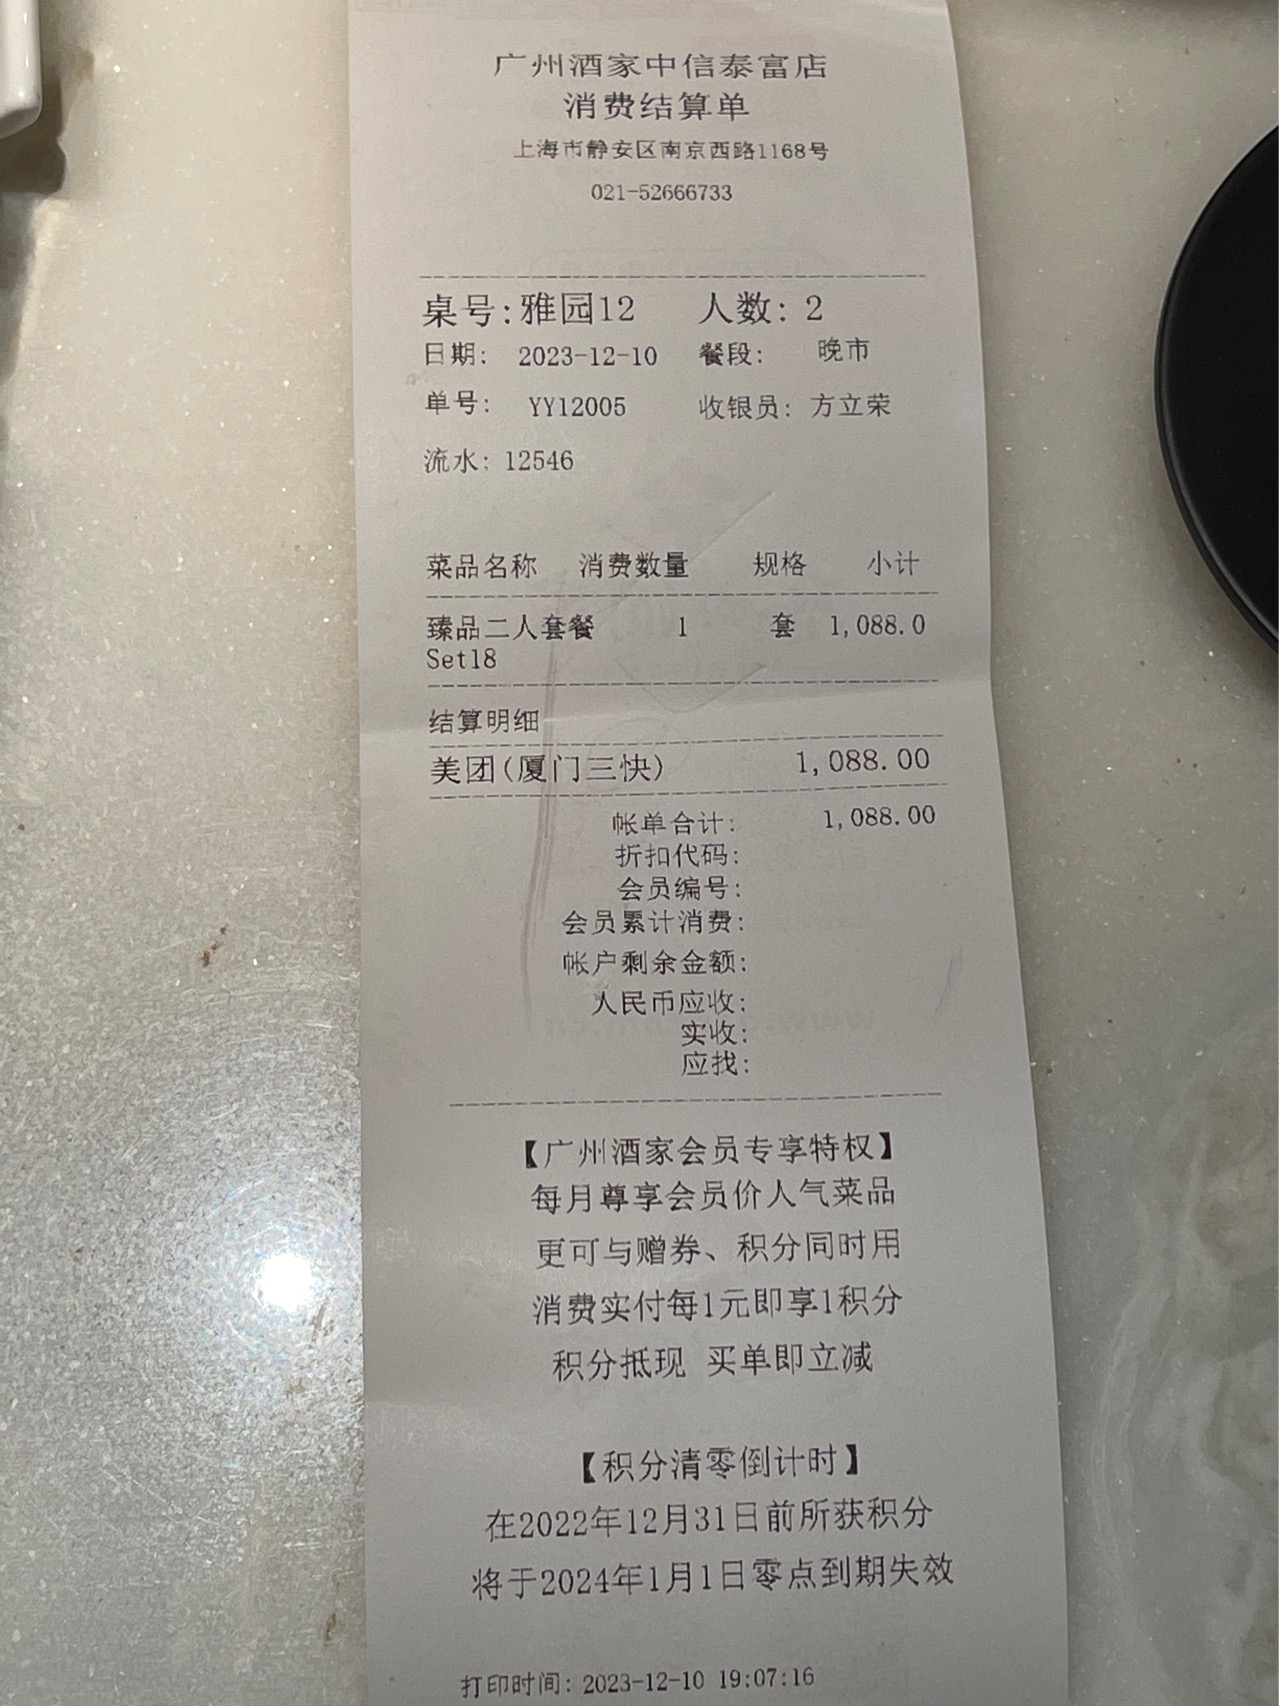 广州酒家中信泰富店
消费结算单
上海市静安区南京西路1168号
021-52666733
桌号:雅园12 人数: 2
日期: 2023-12-10 餐段: 晚市
单号: YY12005 收银员: 方立荣
流水: 12546
菜品名称 消费数量 规格 小计
臻品二人套餐 1 套 1,088.0
Set18
结算明细
美团(厦门三快) 1,088.00
帐单合计: 1,088.00
折扣代码:
会员编号:
会员累计消费:
帐户剩余金额:
人民币应收:
实收:
应找:
【广州酒家会员专享特权】
每月尊享会员价人气菜品
更可与赠券、积分同时用
消费实付每1元即享1积分
积分抵现 买单即立减
【积分清零倒计时】
在2022年12月31日前所获积分
将于2024年1月1日零点到期失效
打印时间: 2023-12-10 19:07:16